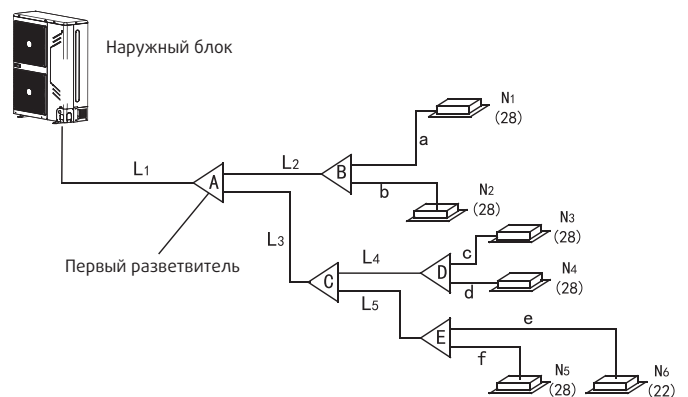 Наружный блок
N1
(28)
a
L1
A
L2
B
b
N2
(28)
L3
Первый разветвитель
C
L4
D
c
N3
(28)
d
N4
(28)
L5
E
e
f
N5
(28)
N6
(22)